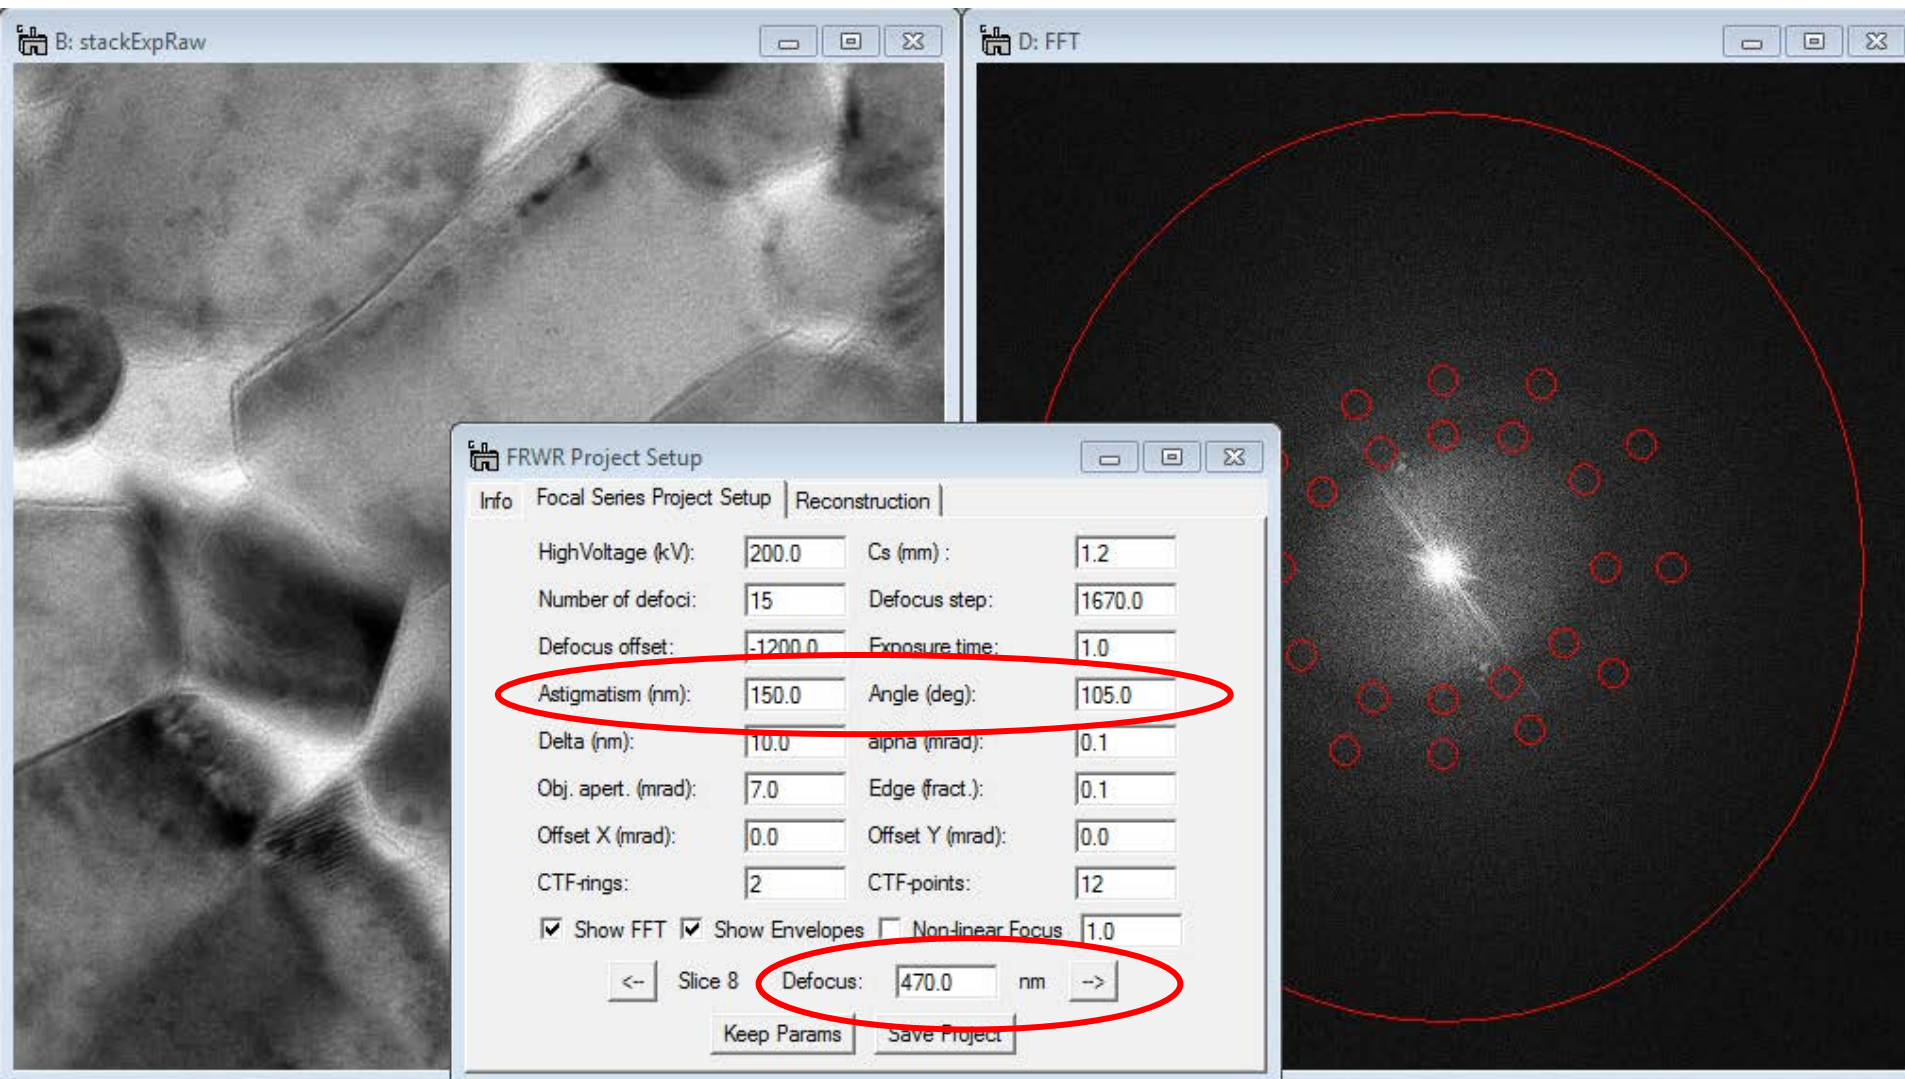 B: stackExpRaw
D: FFT
FRWR Project Setup
Info Focal Series Project Setup Reconstruction
HighVoltage (kV): 200.0 Cs (mm) : 1.2
Number of defoci: 15 Defocus step: 1670.0
Defocus offset: -1200.0 Exposure time: 1.0
Astigmatism (nm): 150.0 Angle (deg): 105.0
Delta (nm): 10.0 alpha (mrad): 0.1
Obj. apert. (mrad): 7.0 Edge (fract.): 0.1
Offset X (mrad): 0.0 Offset Y (mrad): 0.0
CTF-rings: 2 CTF-points: 12
Show FFT Show Envelopes Non-linear Focus 1.0
<-- Slice 8 Defocus: 470.0 nm -->
Keep Params Save Project